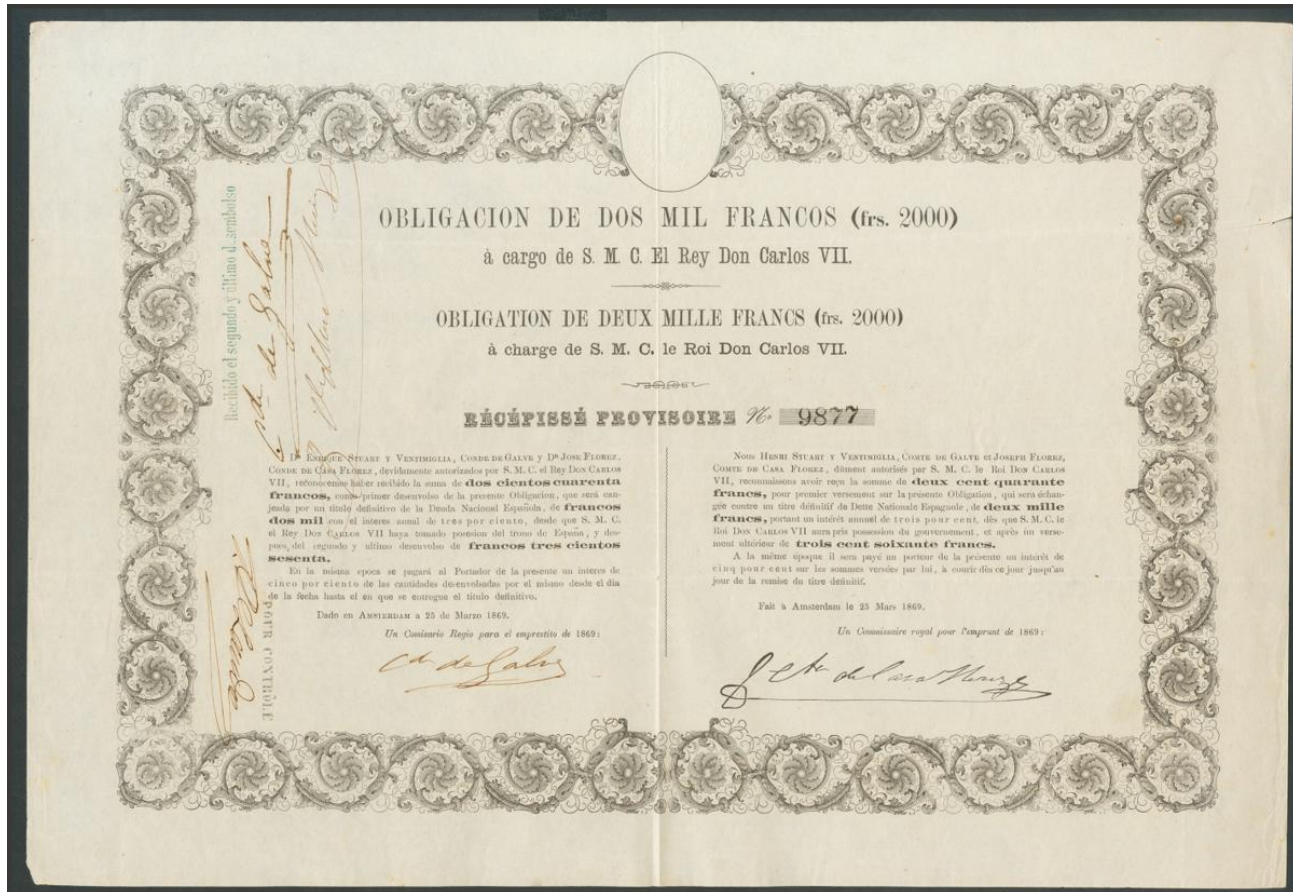 OBLIGACION DE DOS MIL FRANCOS (frs. 2000)
à cargo de S. M. C. El Rey Don Carlos VII.
OBLIGATION DE DEUX MILLE FRANCS (frs. 2000)
à charge de S. M. C. le Roi Don Carlos VII.
RÉCÉPISSÉ PROVISOIRE No 9877
Dn ENRIQUE STUART Y VENTIMIGLIA, CONDE DE GALVE y Dn JOSE FLOREZ,
CONDE DE CASA FLOREZ, devidamente autorizados por S. M. C. el Rey DON CARLOS
VII, reconocemos haber recibido la suma de dos cientos cuarenta
francos, como primer desenvolso de la presente Obligacion, que será can-
jeada por un titulo definitivo de la Deuda Nacional Española, de francos
dos mil con el interes anual de tres por ciento, desde que S. M. C.
el Rey DON CARLOS VII haya tomado posesion del trono de España, y des-
pues del segundo y ultimo desenvolso de francos tres cientos
sesenta.
En la misma epoca se pagará al Portador de la presente un interes de
cinco por ciento de las cantidades desenvolsadas por el mismo desde el dia
de la fecha hasta el en que se entregue el titulo definitivo.
Dado en AMSTERDAM a 25 de Marzo 1869.
Un Comisario Regio para el emprestito de 1869:
Cde de Galve
Nous HENRI STUART Y VENTIMIGLIA, COMTE DE GALVE et JOSEPH FLOREZ,
COMTE DE CASA FLOREZ, dûment autorisés par S. M. C. le Roi DON CARLOS
VII, reconnaissons avoir reçu la somme de deux cent quarante
francs, pour premier versement sur la présente Obligation, qui sera échan-
gée contre un titre définitif de Dette Nationale Espagnole, de deux mille
francs, portant un intérêt annuel de trois pour cent, dès que S. M. C. le
Roi DON CARLOS VII aura pris possession du gouvernement, et après un verse-
ment ultérieur de trois cent soixante francs.
A la même époque il sera payé au porteur de la présente un intérêt de
cinq pour cent sur les sommes versées par lui, à courir dès ce jour jusqu'au
jour de la remise du titre définitif.
Fait à Amsterdam le 25 Mars 1869.
Un Commissaire royal pour l'emprunt de 1869:
Cde de Casa Florez
Recibido el segundo y último desembolso
Cde de Galve
POUR CONTRÔLE